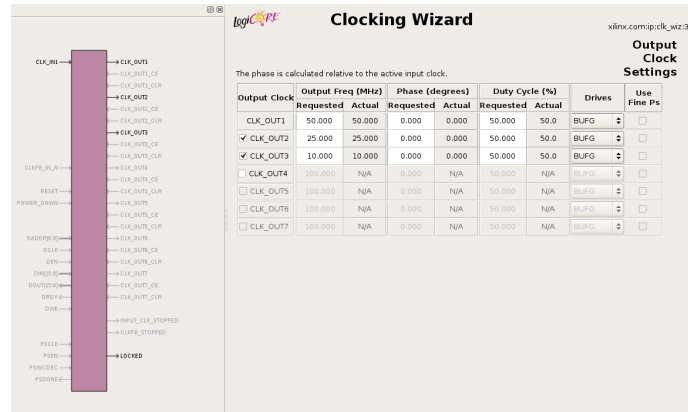 LogiCORE
Clocking Wizard
xilinx.com:ip:clk_wiz:3
Output
Clock
Settings
The phase is calculated relative to the active input clock.
Output Clock Output Freq (MHz) Phase (degrees) Duty Cycle (%) Drives Use Fine Ps
Requested Actual Requested Actual Requested Actual
CLK_OUT1 50.000 50.000 0.000 0.000 50.000 50.0 BUFG
CLK_OUT2 25.000 25.000 0.000 0.000 50.000 50.0 BUFG
CLK_OUT3 10.000 10.000 0.000 0.000 50.000 50.0 BUFG
CLK_OUT4 100.000 N/A 0.000 N/A 50.000 N/A BUFG
CLK_OUT5 100.000 N/A 0.000 N/A 50.000 N/A BUFG
CLK_OUT6 100.000 N/A 0.000 N/A 50.000 N/A BUFG
CLK_OUT7 100.000 N/A 0.000 N/A 50.000 N/A BUFG
CLK_IN1 CLK_OUT1
CLK_OUT1_CE
CLK_OUT1_CLR
CLK_OUT2
CLK_OUT2_CE
CLK_OUT2_CLR
CLK_OUT3
CLK_OUT3_CE
CLK_OUT3_CLR
CLKFB_IN_N CLK_OUT4
CLK_OUT4_CE
RESET CLK_OUT4_CLR
POWER_DOWN CLK_OUT5
CLK_OUT5_CE
CLK_OUT5_CLR
DADDR[6:0] CLK_OUT6
DCLK CLK_OUT6_CE
DEN CLK_OUT6_CLR
DIN[15:0] CLK_OUT7
DOUT[15:0] CLK_OUT7_CE
DRDY CLK_OUT7_CLR
DWE
INPUT_CLK_STOPPED
PSCLK CLKFB_STOPPED
PSEN LOCKED
PSINCDEC
PSDONE